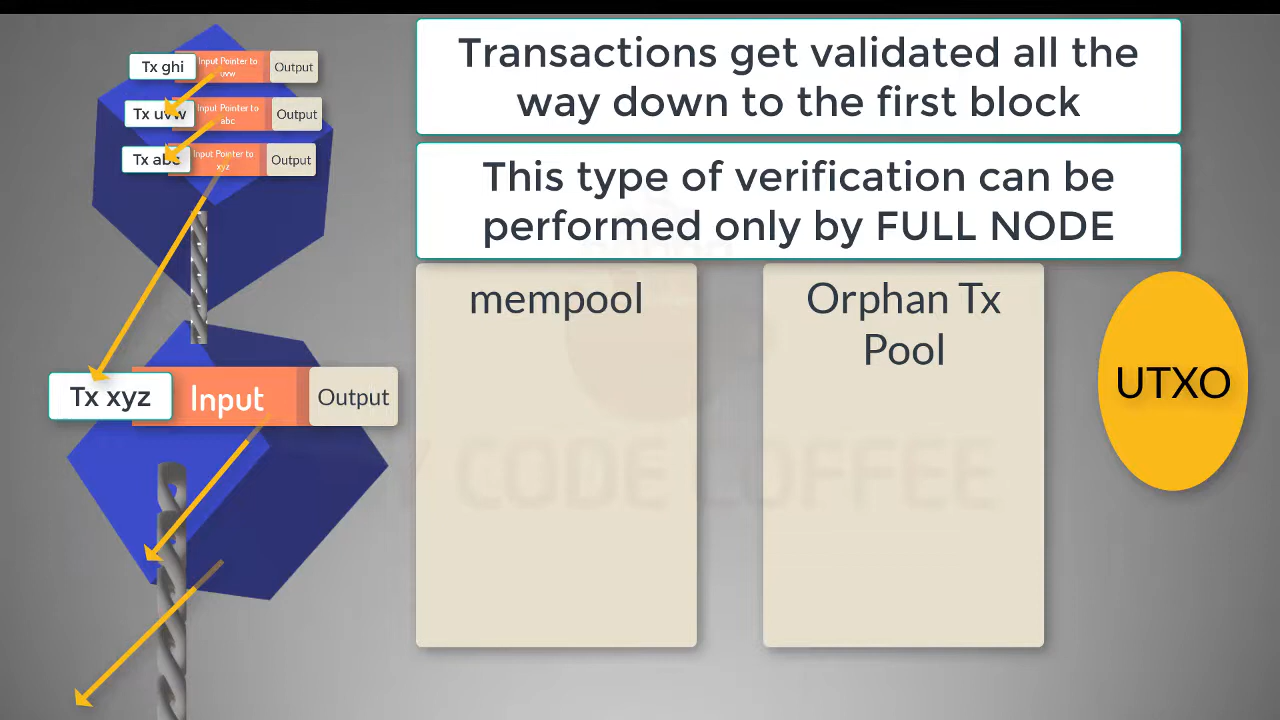 Transactions get validated all the
way down to the first block
This type of verification can be
performed only by FULL NODE
Tx ghi
Input Pointer to
uvw
Output
Tx uvw
Input Pointer to
abc
Output
Tx abc
Input Pointer to
xyz
Output
Tx xyz
Input
Output
mempool
Orphan Tx
Pool
UTXO
CODE COFFEE